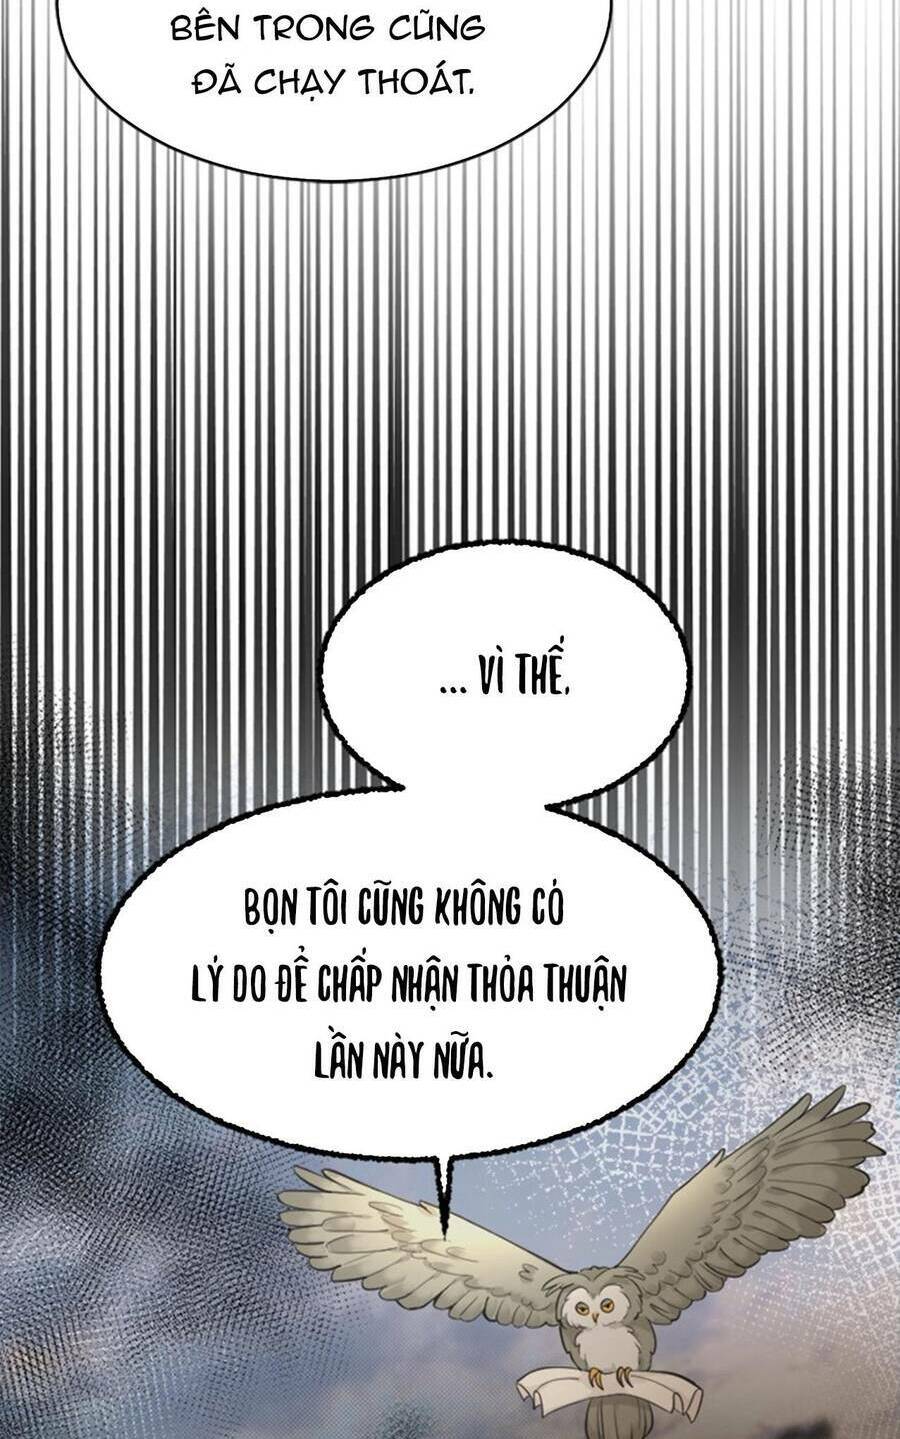 BÊN TRONG CŨNG
ĐÃ CHẠY THOÁT.
... VÌ THẾ,
BỌN TÔI CŨNG KHÔNG CÓ
LÝ DO ĐỂ CHẤP NHẬN THỎA THUẬN
LẦN NÀY NỮA.